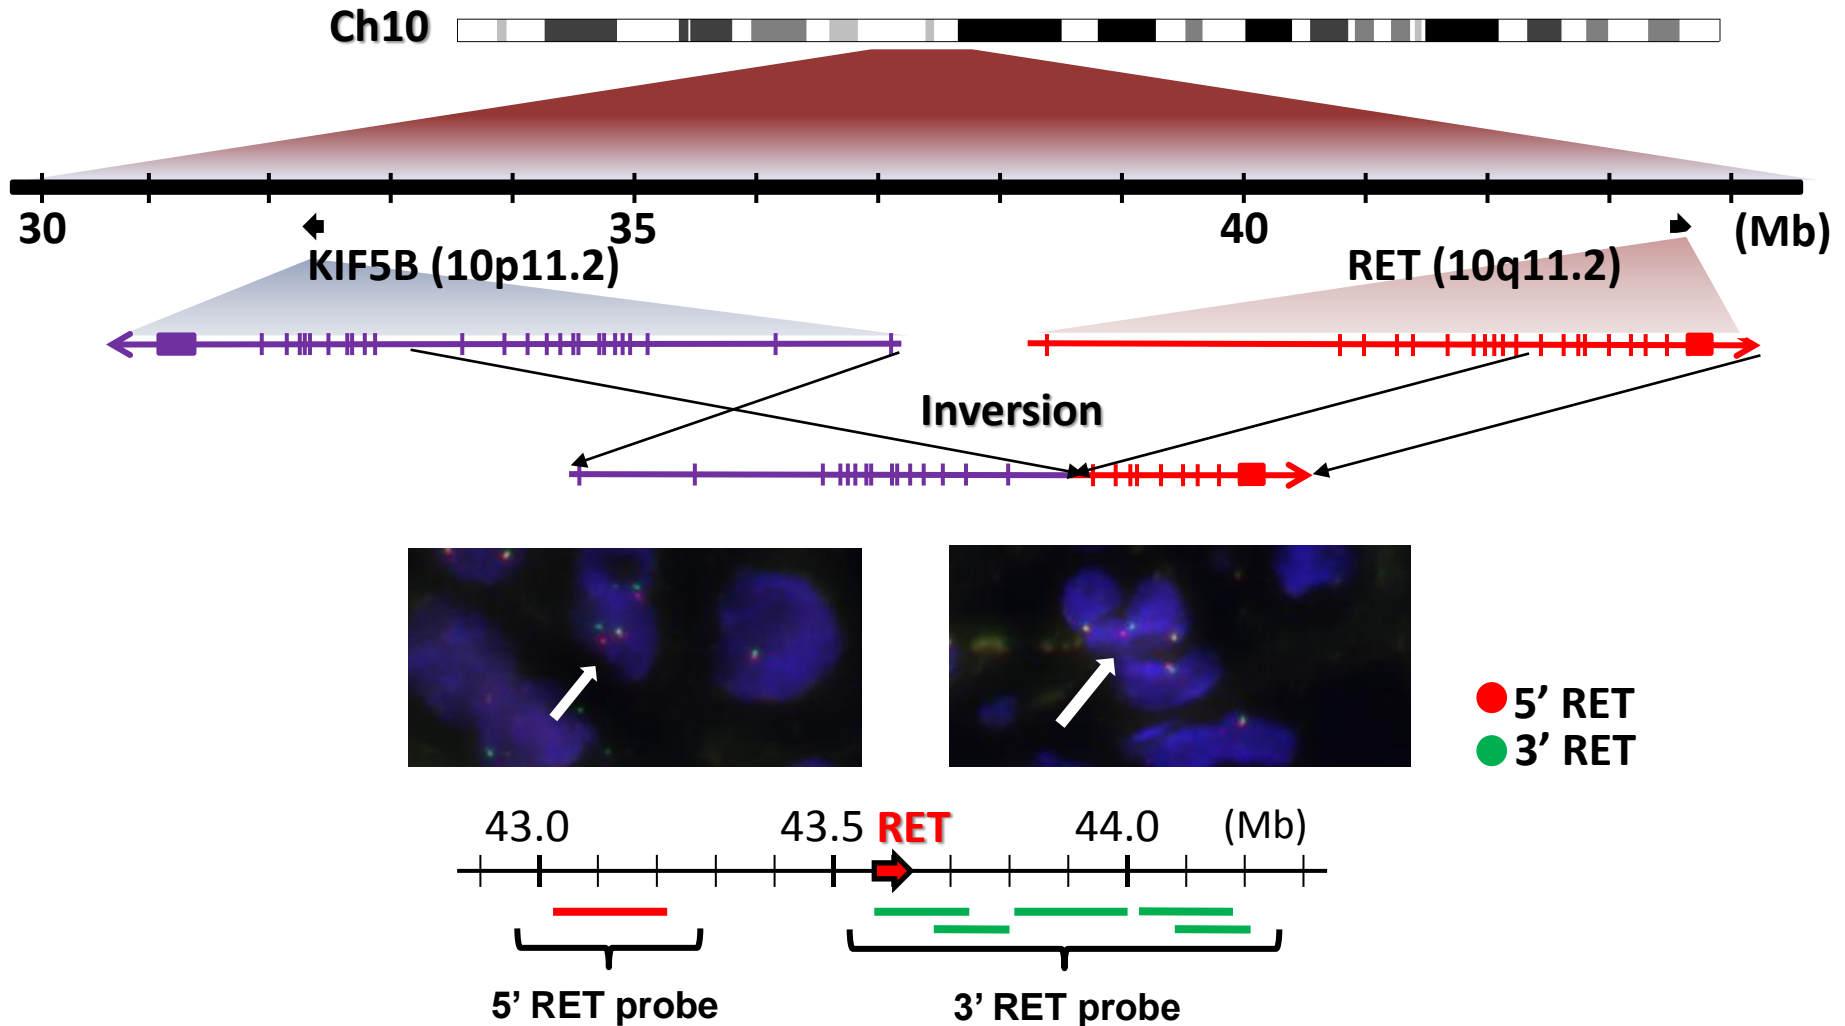 Ch10
30 35 40 (Mb)
KIF5B (10p11.2) RET (10q11.2)
Inversion
5’ RET
3’ RET
43.0 43.5 RET 44.0 (Mb)
5’ RET probe 3’ RET probe